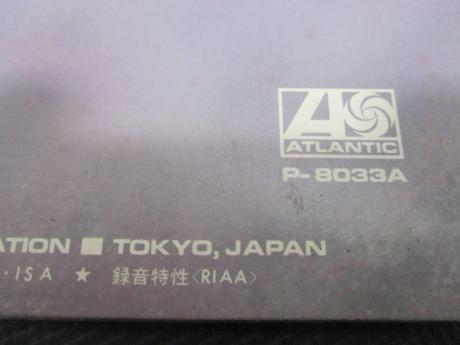 ATLANTIC
P-8033A
ATION ■ TOKYO, JAPAN
·ISA ★ 録音特性〈RIAA〉